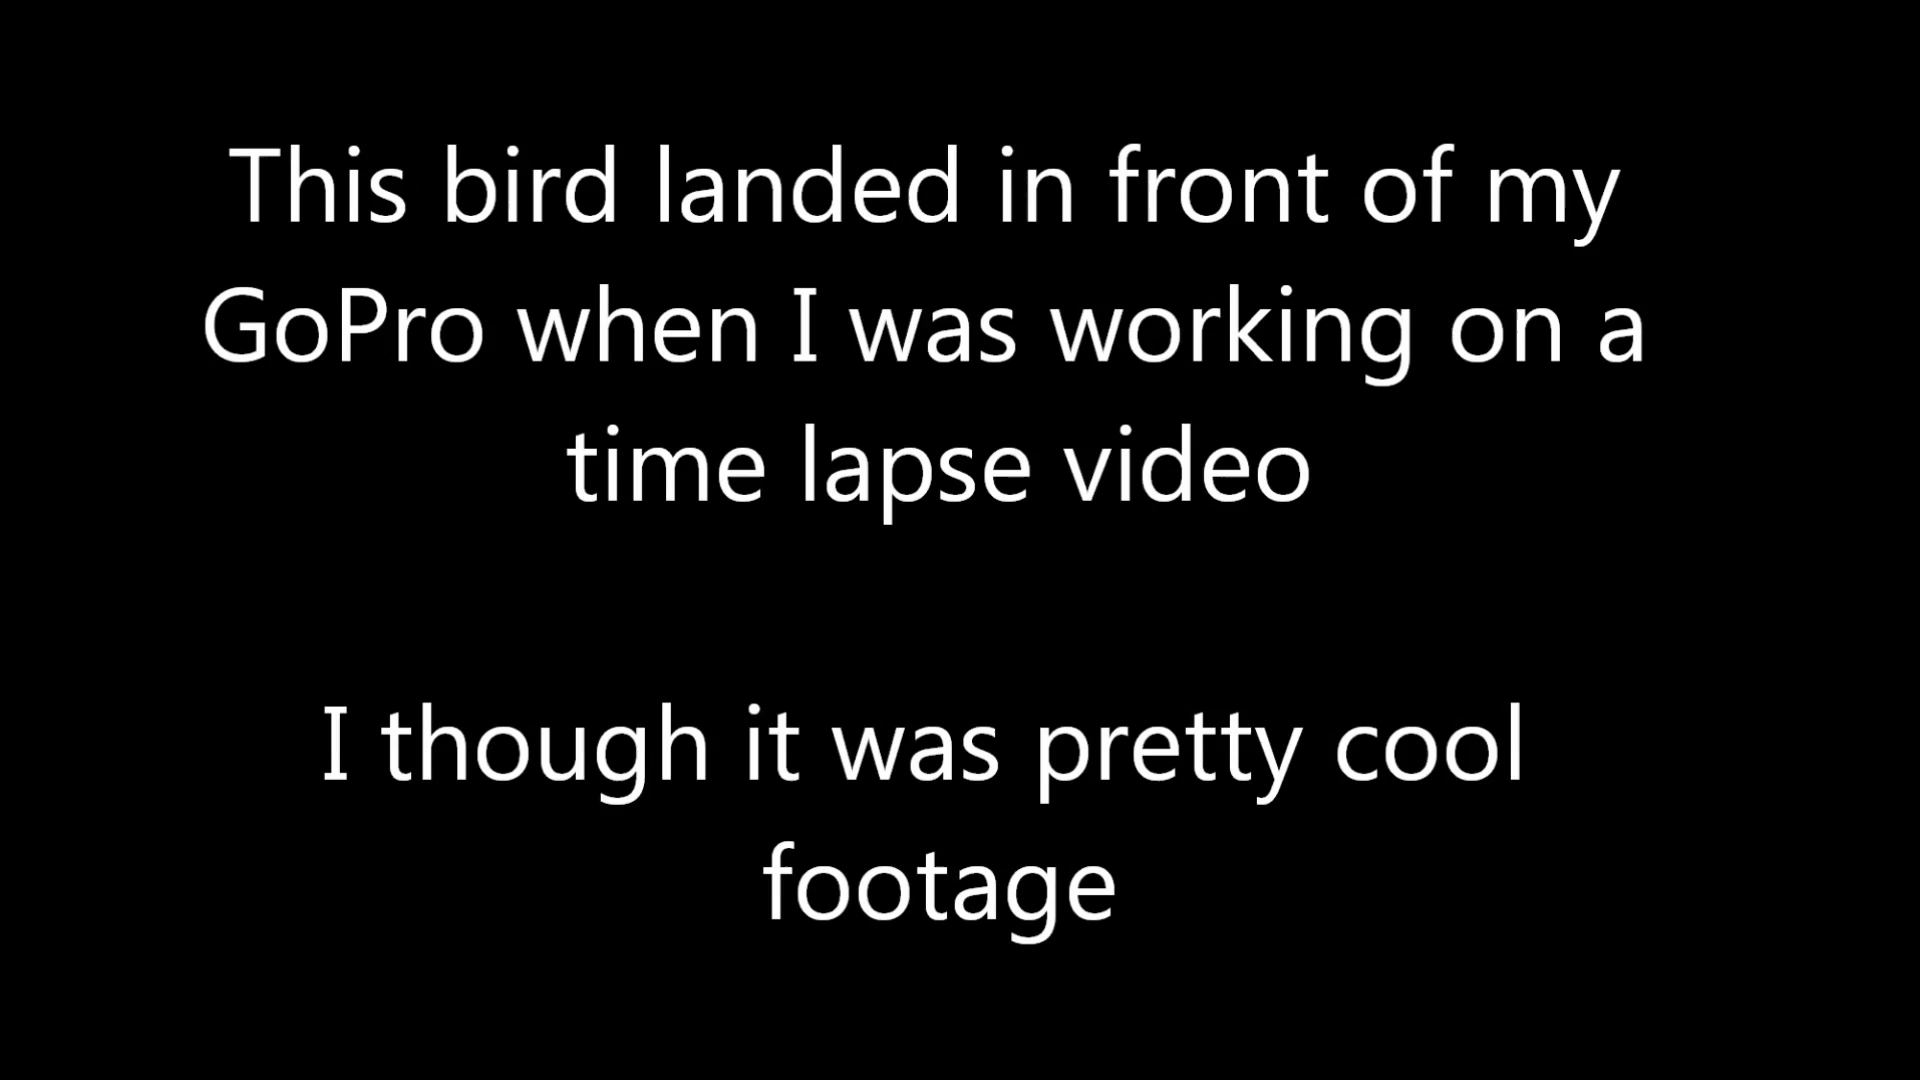 This bird landed in front of my
GoPro when I was working on a
time lapse video
I though it was pretty cool
footage